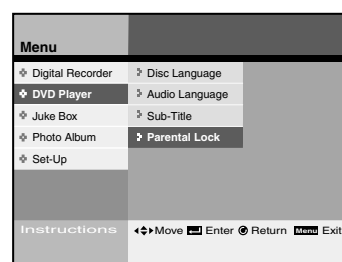 Menu
Digital Recorder
DVD Player
Juke Box
Photo Album
Set-Up
Disc Language
Audio Language
Sub-Title
Parental Lock
Instructions
Move Enter Return Menu Exit